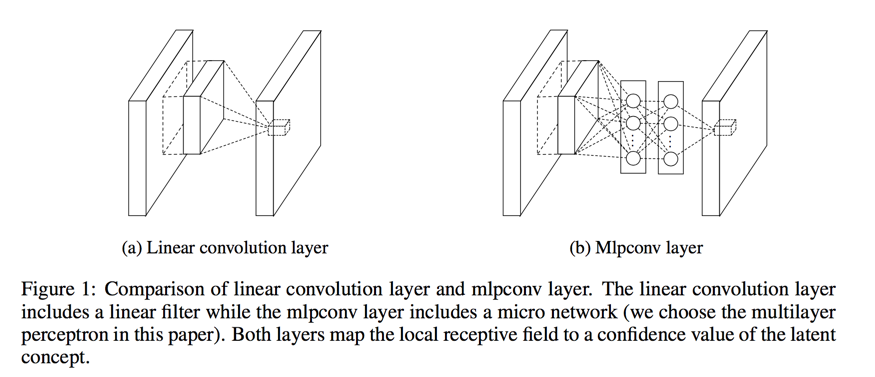 (a) Linear convolution layer
(b) Mlpconv layer
Figure 1: Comparison of linear convolution layer and mlpconv layer. The linear convolution layer
includes a linear filter while the mlpconv layer includes a micro network (we choose the multilayer
perceptron in this paper). Both layers map the local receptive field to a confidence value of the latent
concept.